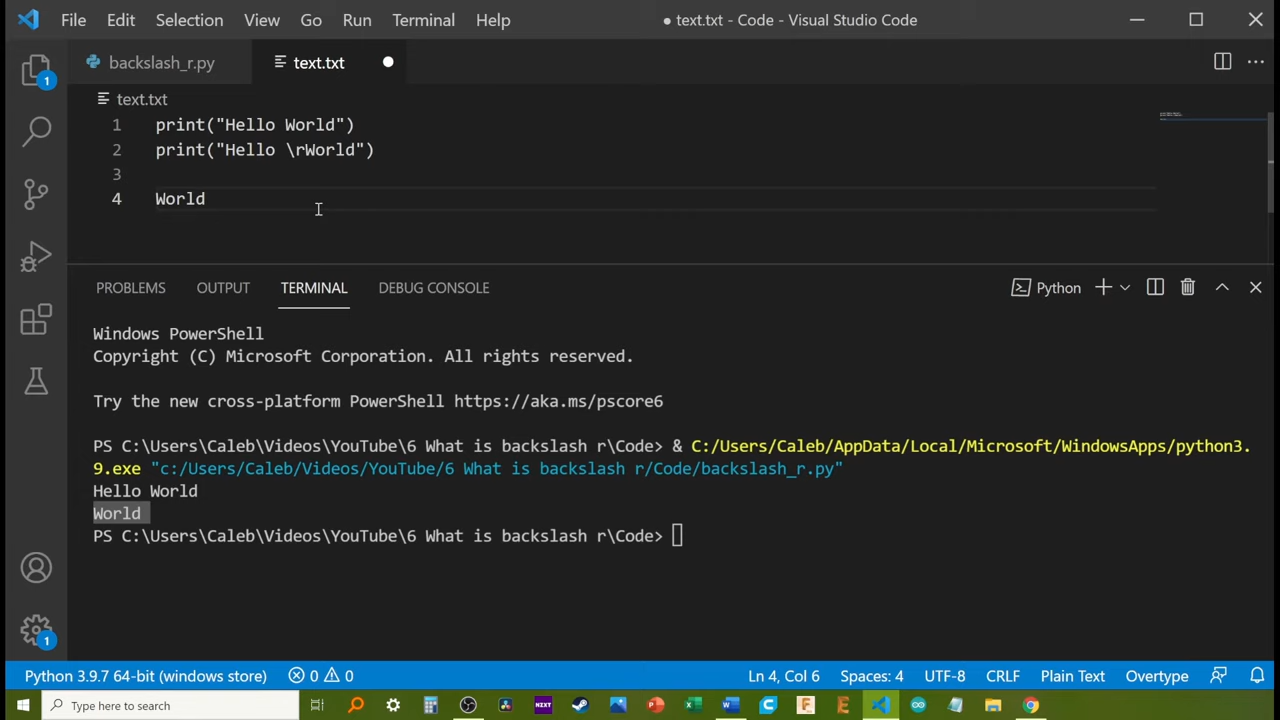 File Edit Selection View Go Run Terminal Help ● text.txt - Code - Visual Studio Code
backslash_r.py text.txt
text.txt
1 print("Hello World")
2 print("Hello \rWorld")
3
4 World
PROBLEMS OUTPUT TERMINAL DEBUG CONSOLE Python
Windows PowerShell
Copyright (C) Microsoft Corporation. All rights reserved.
Try the new cross-platform PowerShell https://aka.ms/pscore6
PS C:\Users\Caleb\Videos\YouTube\6 What is backslash r\Code> & C:/Users/Caleb/AppData/Local/Microsoft/WindowsApps/python3.
9.exe "c:/Users/Caleb/Videos/YouTube/6 What is backslash r/Code/backslash_r.py"
Hello World
World
PS C:\Users\Caleb\Videos\YouTube\6 What is backslash r\Code>
1
1
Python 3.9.7 64-bit (windows store) 0 0 Ln 4, Col 6 Spaces: 4 UTF-8 CRLF Plain Text Overtype
Type here to search